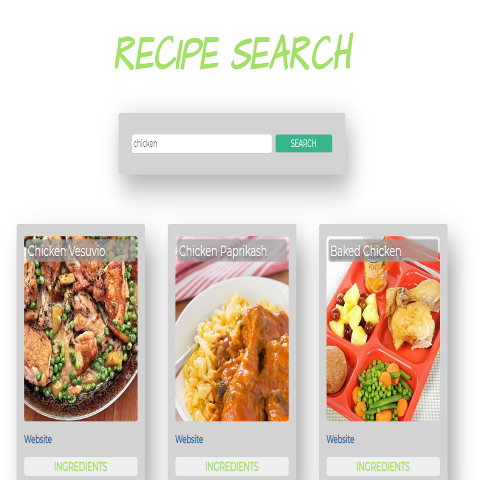 RECIPE SEARCH
chicken
SEARCH
Chicken Vesuvio
Chicken Paprikash
Baked Chicken
Website
Website
Website
INGREDIENTS
INGREDIENTS
INGREDIENTS